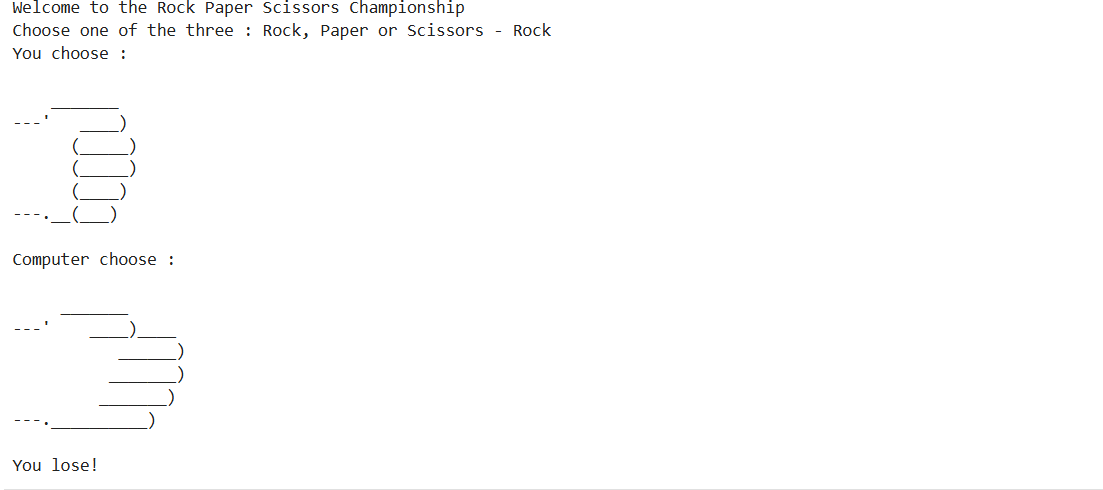 Welcome to the Rock Paper Scissors Championship
Choose one of the three : Rock, Paper or Scissors - Rock
You choose :
    _______
---'   ____)
      (_____)
      (_____)
      (____)
---.__(___)
Computer choose :
     _______
---'    ____)____
           ______)
          _______)
         _______)
---.__________)
You lose!